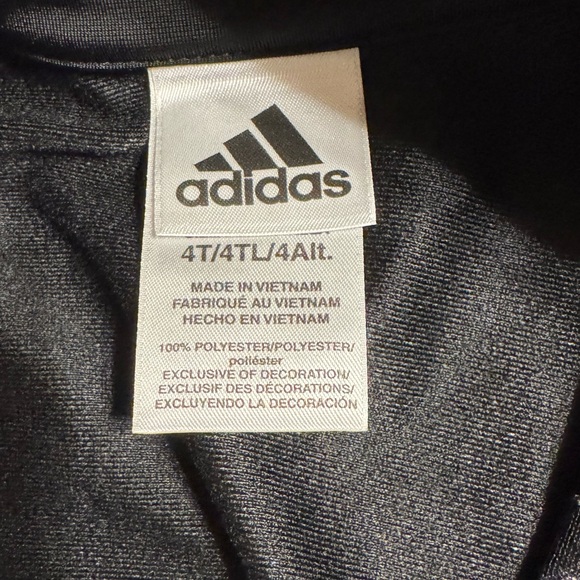 adidas
4T/4TL/4Alt.
MADE IN VIETNAM
FABRIQUÉ AU VIETNAM
HECHO EN VIETNAM
100% POLYESTER/POLYESTER/
poliéster
EXCLUSIVE OF DECORATION/
EXCLUSIF DES DÉCORATIONS/
EXCLUYENDO LA DECORACIÓN